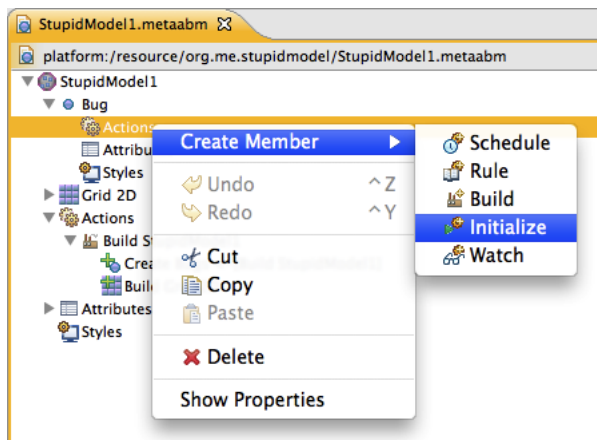 StupidModel1.metaabm
platform:/resource/org.me.stupidmodel/StupidModel1.metaabm
StupidModel1
Bug
Actions
Attribu
Styles
Grid 2D
Actions
Build
Crea
Buil
Attributes
Styles
Create Member
Undo ^Z
Redo ^Y
Cut
Copy
Paste
Delete
Show Properties
Schedule
Rule
Build
Initialize
Watch